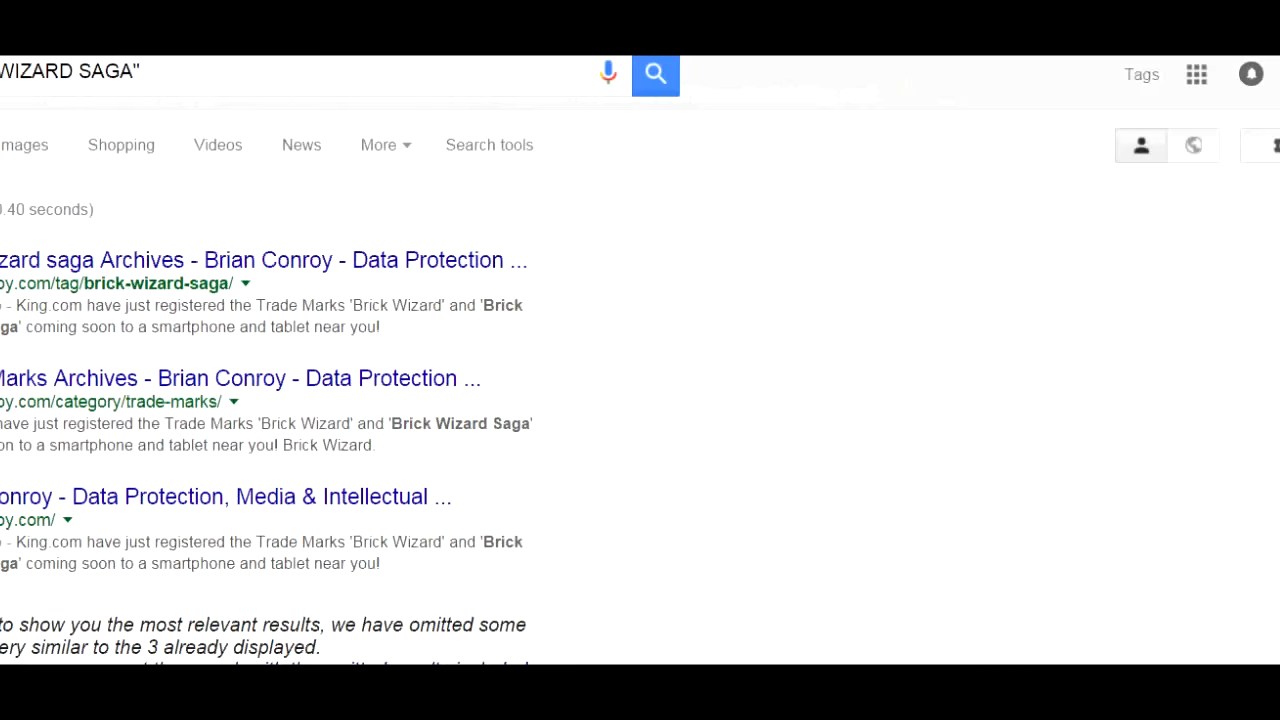 WIZARD SAGA"
Tags
mages Shopping Videos News More Search tools
0.40 seconds)
zard saga Archives - Brian Conroy - Data Protection ...
oy.com/tag/brick-wizard-saga/
- King.com have just registered the Trade Marks 'Brick Wizard' and 'Brick
ga' coming soon to a smartphone and tablet near you!
Marks Archives - Brian Conroy - Data Protection ...
oy.com/category/trade-marks/
have just registered the Trade Marks 'Brick Wizard' and 'Brick Wizard Saga'
on to a smartphone and tablet near you! Brick Wizard.
onroy - Data Protection, Media & Intellectual ...
oy.com/
- King.com have just registered the Trade Marks 'Brick Wizard' and 'Brick
ga' coming soon to a smartphone and tablet near you!
to show you the most relevant results, we have omitted some
ery similar to the 3 already displayed.